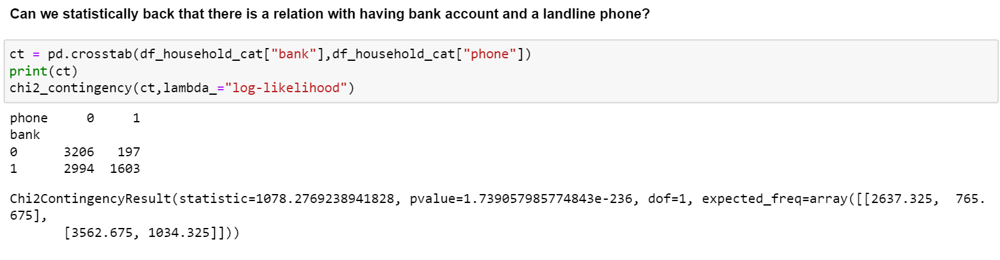 Can we statistically back that there is a relation with having bank account and a landline phone?
ct = pd.crosstab(df_household_cat["bank"],df_household_cat["phone"])
print(ct)
chi2_contingency(ct,lambda_="log-likelihood")
phone     0     1
bank
0      3206   197
1      2994  1603
Chi2ContingencyResult(statistic=1078.2769238941828, pvalue=1.739057985774843e-236, dof=1, expected_freq=array([[2637.325,  765.
675],
       [3562.675, 1034.325]]))